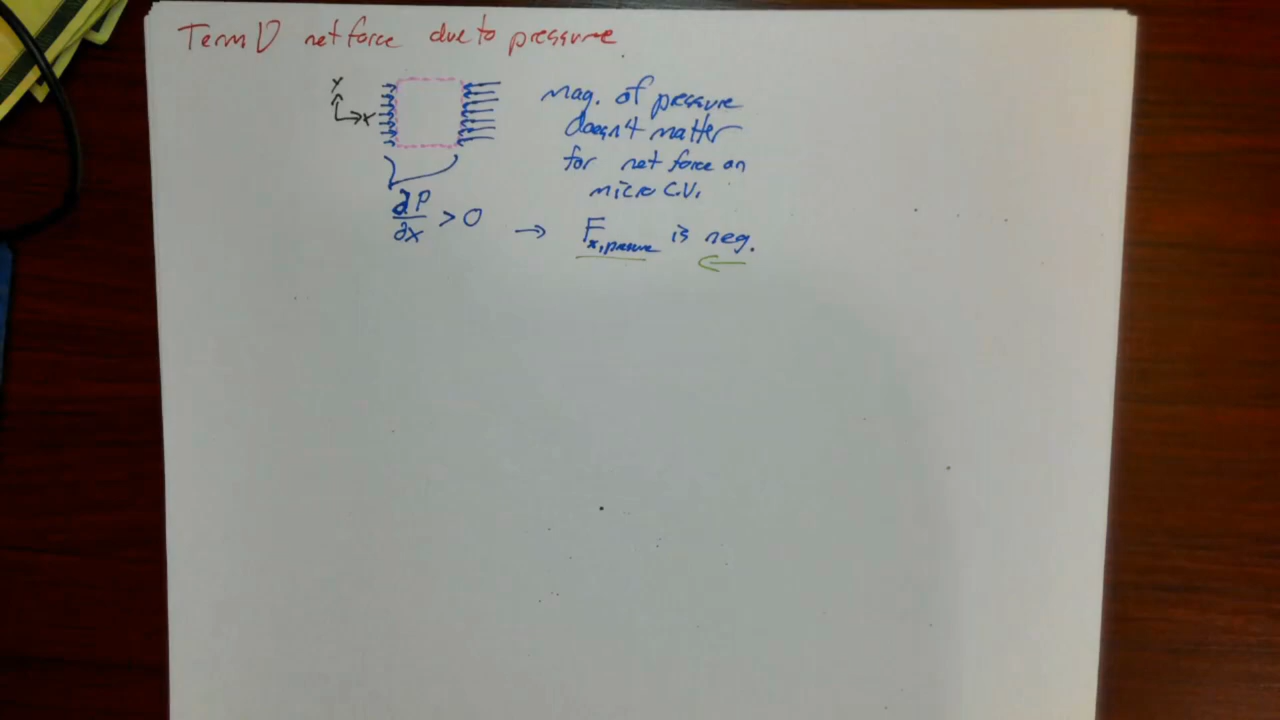 Term D net force due to pressure
Y
X
mag. of pressure
doesn't matter
for net force on
micro C.V.
∂P/∂x > 0 → F_x,pressure is neg.